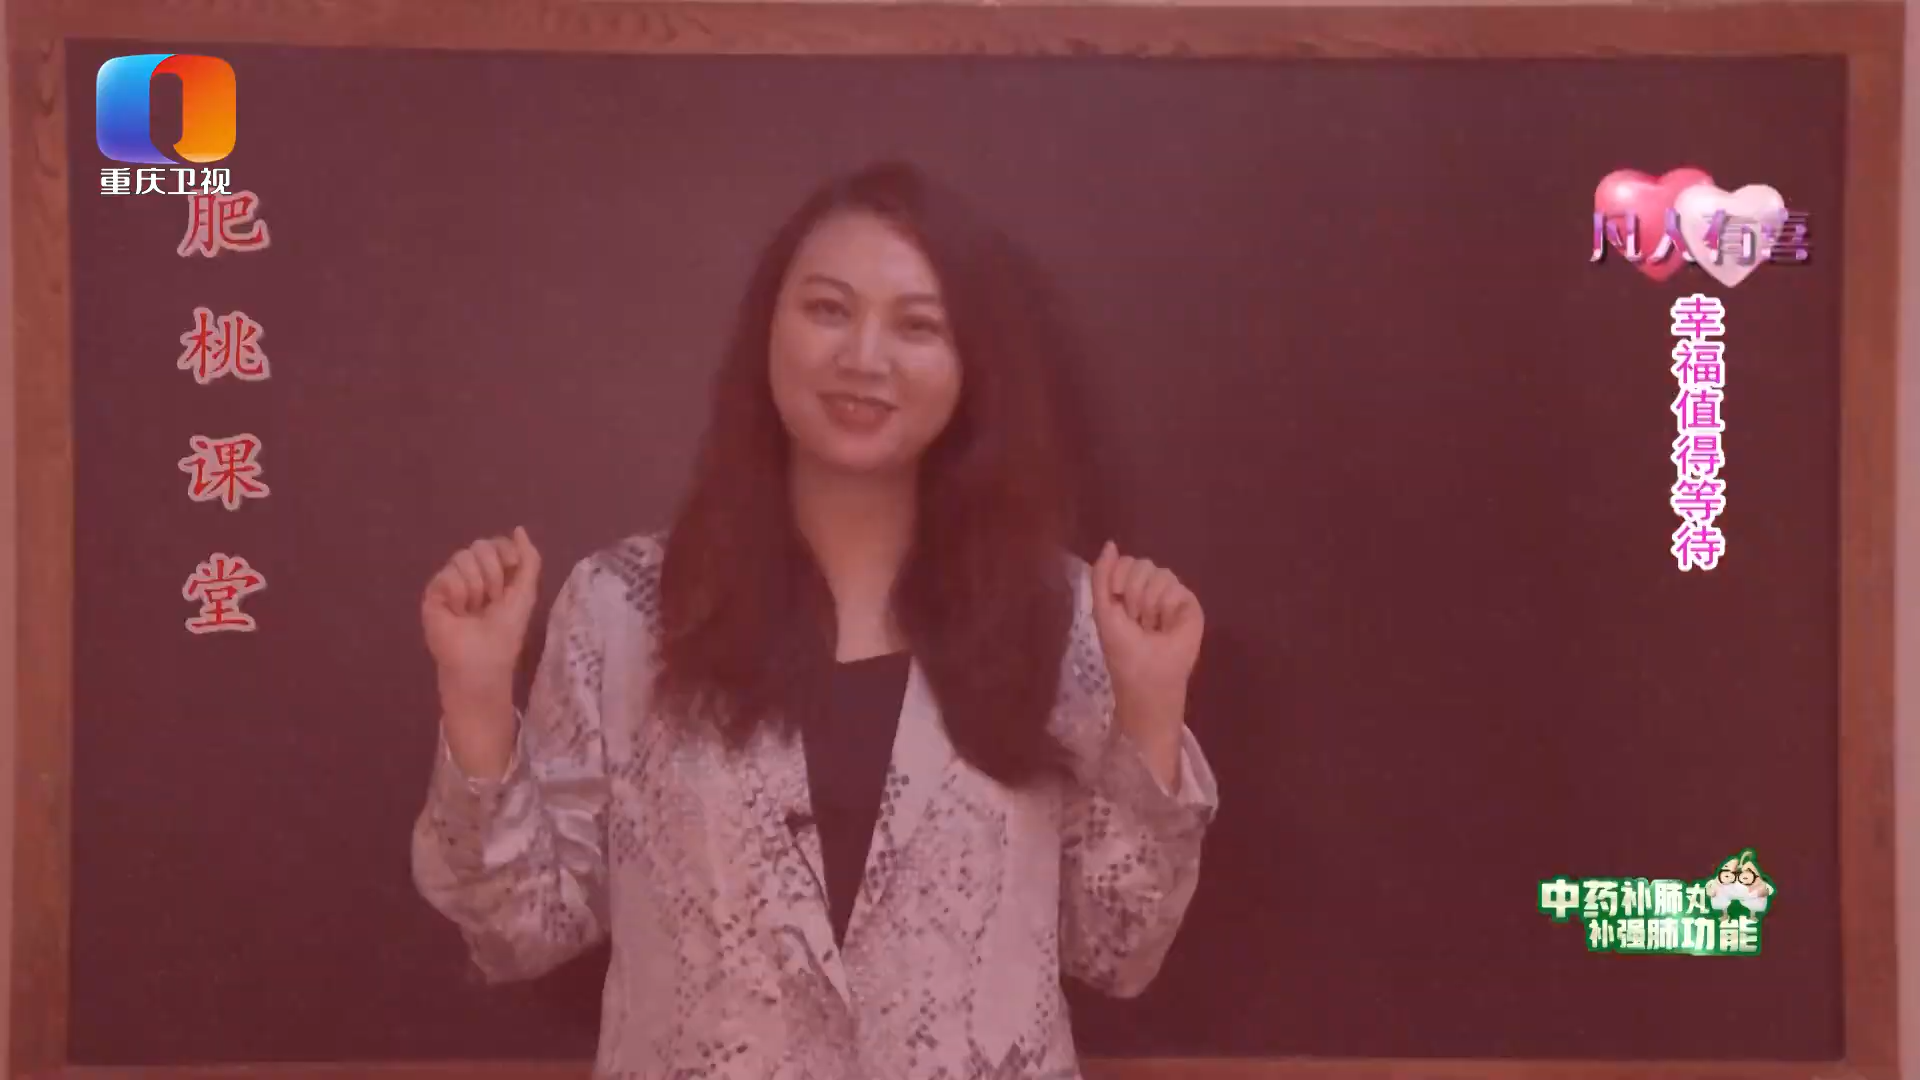 重庆卫视
肥桃课堂
凡人有喜
幸福值得等待
中药补肺丸
补强肺功能